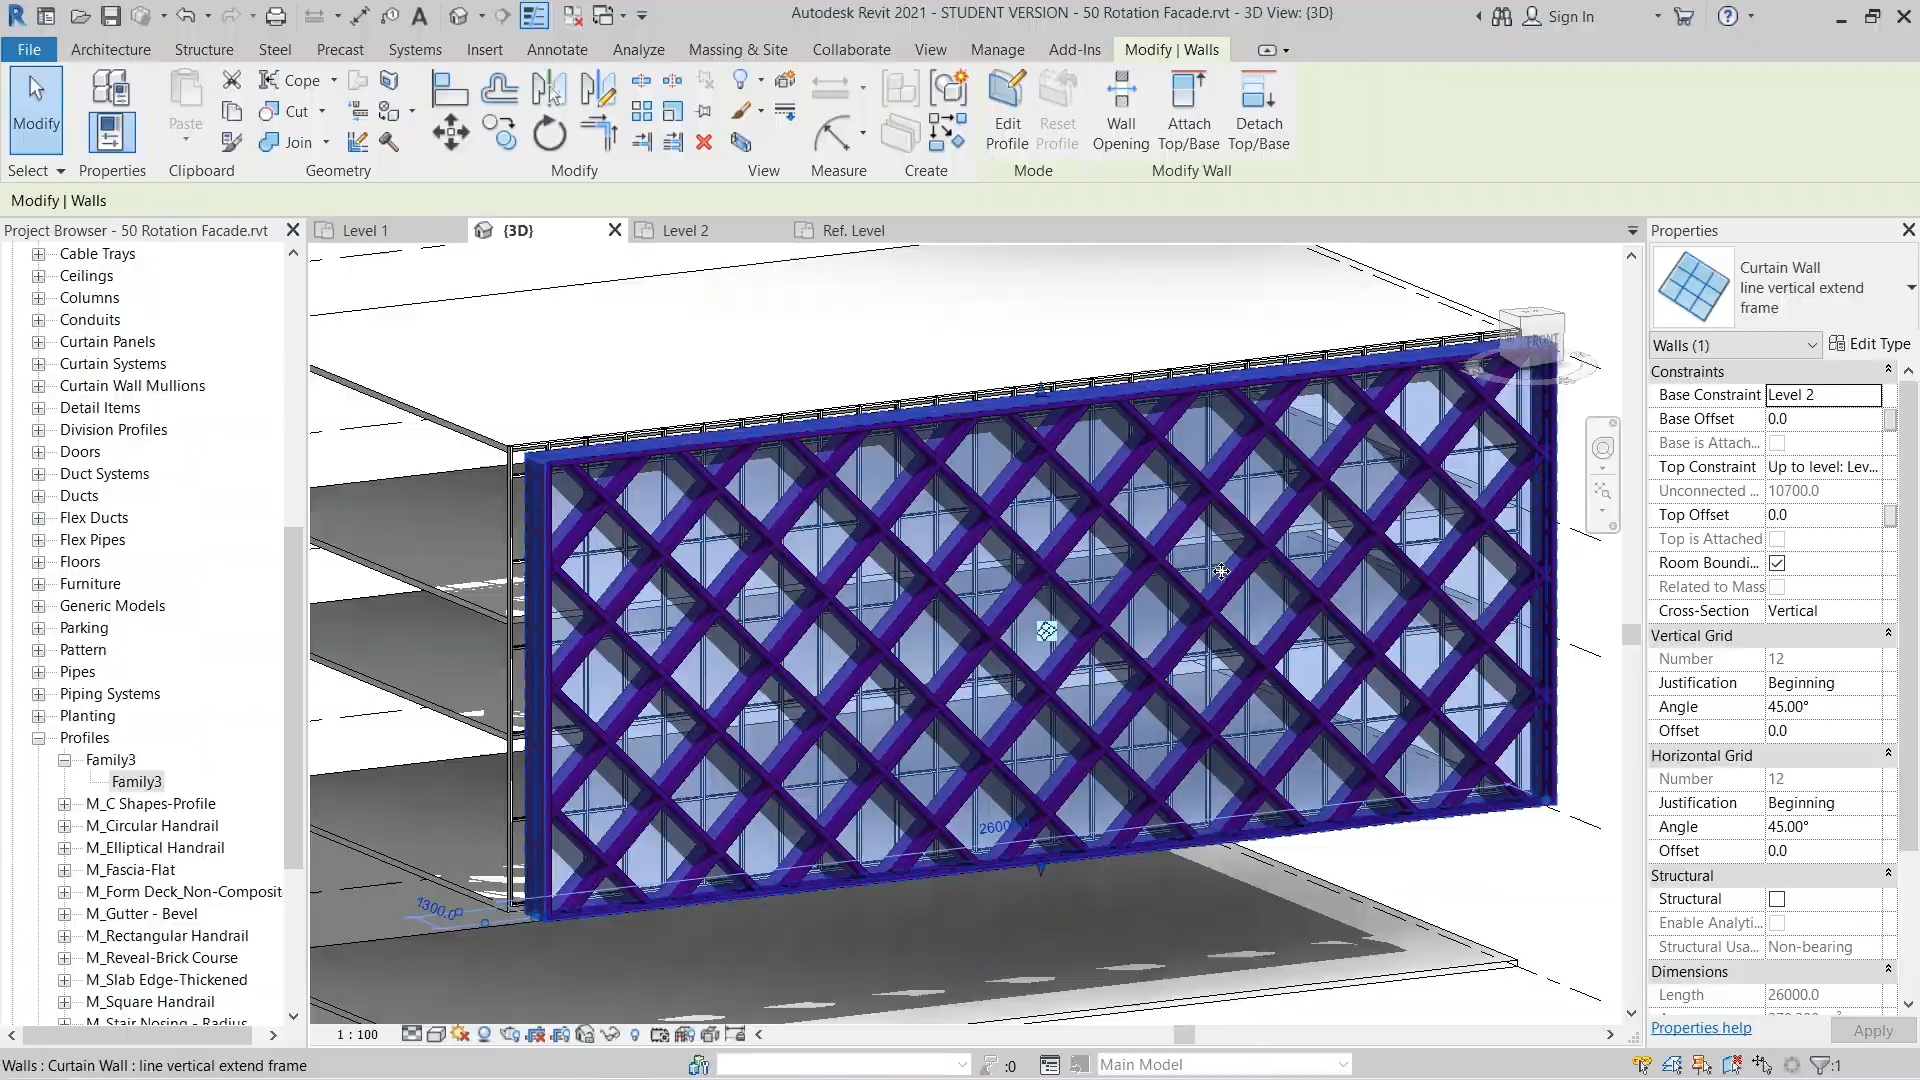 Autodesk Revit 2021 - STUDENT VERSION - 50 Rotation Facade.rvt - 3D View: {3D}
Sign In
File Architecture Structure Steel Precast Systems Insert Annotate Analyze Massing & Site Collaborate View Manage Add-Ins Modify | Walls
Modify
Paste
Cope
Cut
Join
Edit Profile
Reset Profile
Wall Opening
Attach Top/Base
Detach Top/Base
Select Properties Clipboard Geometry Modify View Measure Create Mode Modify Wall
Modify | Walls
Project Browser - 50 Rotation Facade.rvt
Level 1
{3D}
Level 2
Ref. Level
Cable Trays
Ceilings
Columns
Conduits
Curtain Panels
Curtain Systems
Curtain Wall Mullions
Detail Items
Division Profiles
Doors
Duct Systems
Ducts
Flex Ducts
Flex Pipes
Floors
Furniture
Generic Models
Parking
Pattern
Pipes
Piping Systems
Planting
Profiles
Family3
Family3
M_C Shapes-Profile
M_Circular Handrail
M_Elliptical Handrail
M_Fascia-Flat
M_Form Deck_Non-Composit
M_Gutter - Bevel
M_Rectangular Handrail
M_Reveal-Brick Course
M_Slab Edge-Thickened
M_Square Handrail
M_Stair Nosing - Radius
FRONT
1300.0
1 : 100
Properties
Curtain Wall
line vertical extend
frame
Walls (1)
Edit Type
Constraints
Base Constraint Level 2
Base Offset 0.0
Base is Attach...
Top Constraint Up to level: Lev...
Unconnected ... 10700.0
Top Offset 0.0
Top is Attached
Room Boundi...
Related to Mass
Cross-Section Vertical
Vertical Grid
Number 12
Justification Beginning
Angle 45.00°
Offset 0.0
Horizontal Grid
Number 12
Justification Beginning
Angle 45.00°
Offset 0.0
Structural
Structural
Enable Analyti...
Structural Usa... Non-bearing
Dimensions
Length 26000.0
Properties help
Apply
Walls : Curtain Wall : line vertical extend frame
:0
Main Model
:1